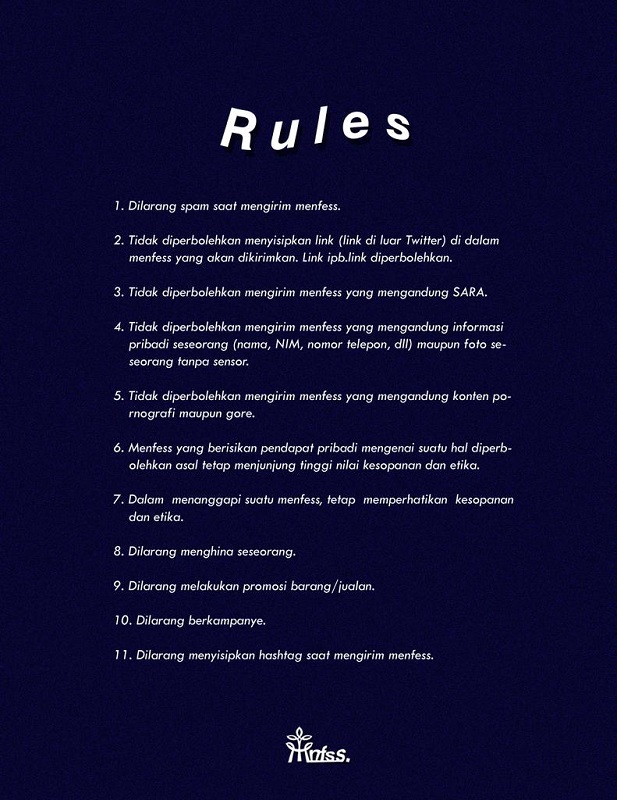 Rules
1. Dilarang spam saat mengirim menfess.
2. Tidak diperbolehkan menyisipkan link (link di luar Twitter) di dalam
menfess yang akan dikirimkan. Link ipb.link diperbolehkan.
3. Tidak diperbolehkan mengirim menfess yang mengandung SARA.
4. Tidak diperbolehkan mengirim menfess yang mengandung informasi
pribadi seseorang (nama, NIM, nomor telepon, dll) maupun foto se-
seorang tanpa sensor.
5. Tidak diperbolehkan mengirim menfess yang mengandung konten po-
rnografi maupun gore.
6. Menfess yang berisikan pendapat pribadi mengenai suatu hal diperb-
olehkan asal tetap menjunjung tinggi nilai kesopanan dan etika.
7. Dalam menanggapi suatu menfess, tetap memperhatikan kesopanan
dan etika.
8. Dilarang menghina seseorang.
9. Dilarang melakukan promosi barang/jualan.
10. Dilarang berkampanye.
11. Dilarang menyisipkan hashtag saat mengirim menfess.
mnfss.